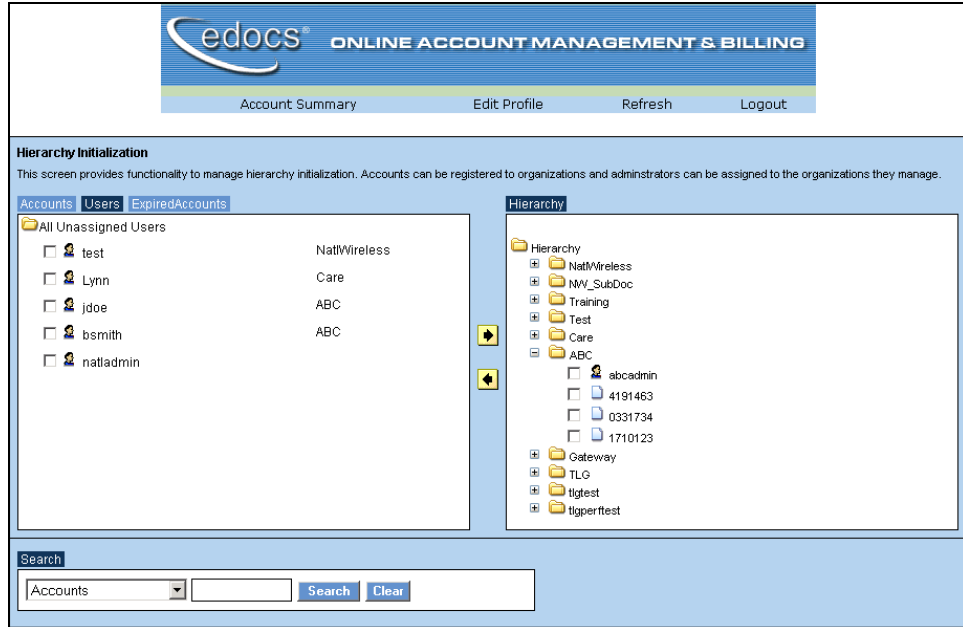 edocs® ONLINE ACCOUNT MANAGEMENT & BILLING
Account Summary Edit Profile Refresh Logout
Hierarchy Initialization
This screen provides functionality to manage hierarchy initialization. Accounts can be registered to organizations and adminstrators can be assigned to the organizations they manage.
Accounts Users ExpiredAccounts
All Unassigned Users
test NatlWireless
Lynn Care
jdoe ABC
bsmith ABC
natladmin
Hierarchy
Hierarchy
NatlWireless
NW_SubDoc
Training
Test
Care
ABC
abcadmin
4191463
0331734
1710123
Gateway
TLG
tlgtest
tlgperftest
Search
Accounts Search Clear